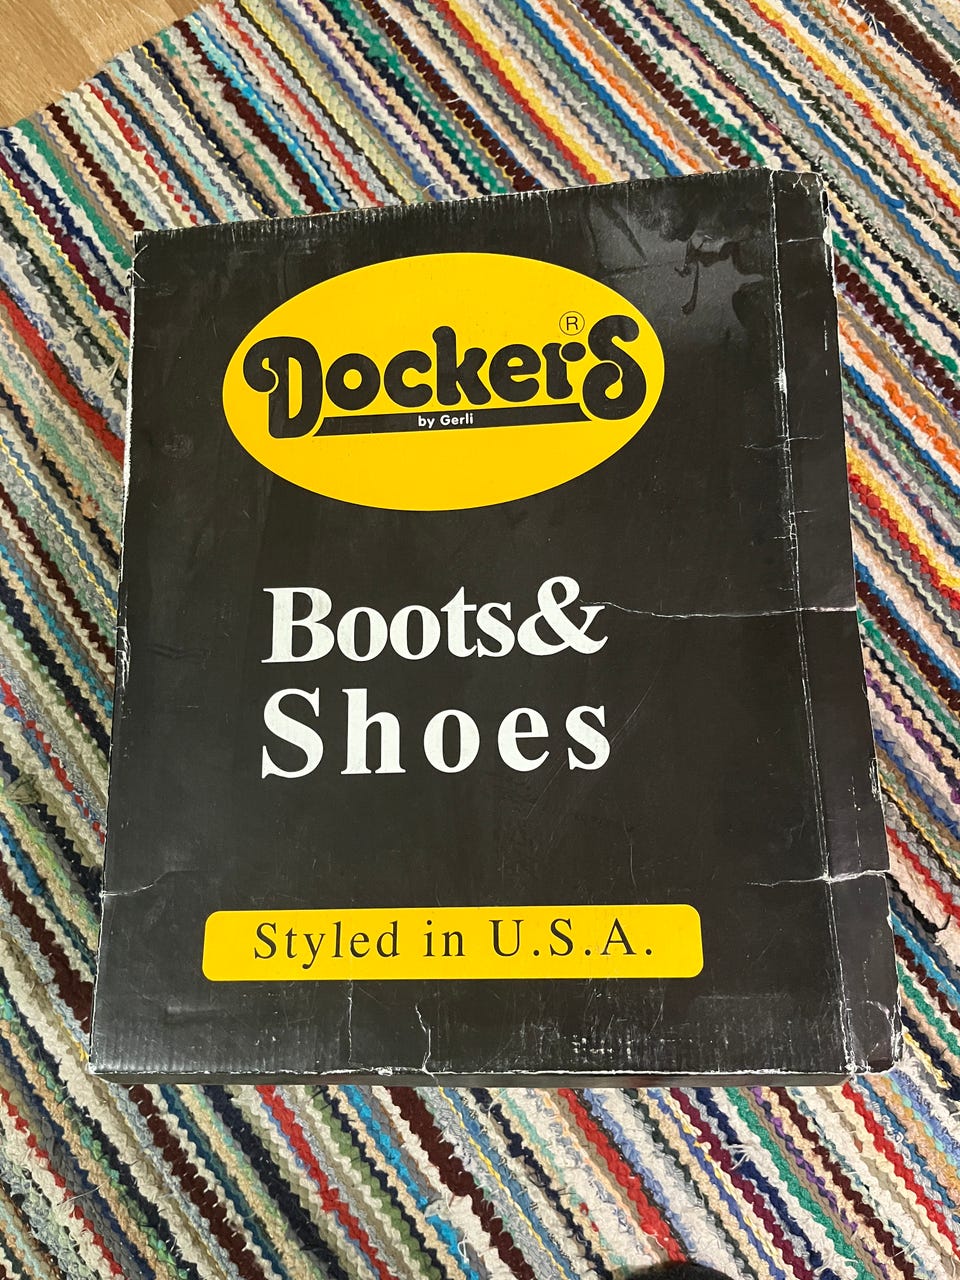 Dockers ®
by Gerli
Boots &
Shoes
Styled in U.S.A.